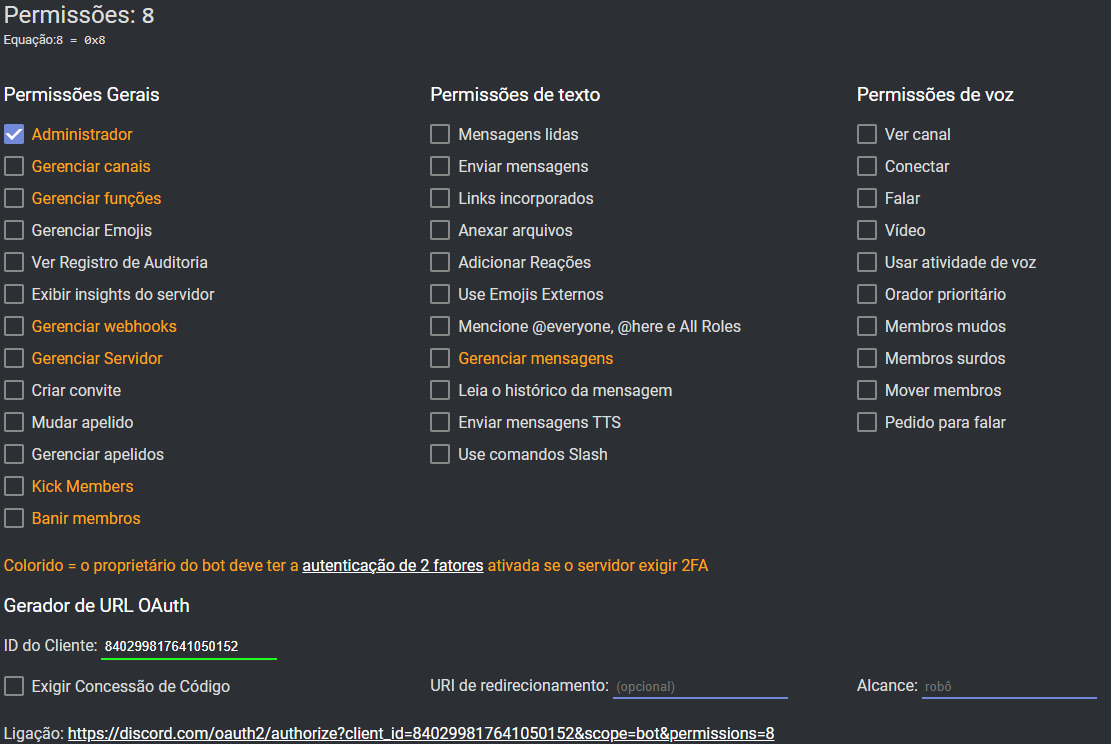 Permissões: 8
Equação:8 = 0x8
Permissões Gerais
Administrador
Gerenciar canais
Gerenciar funções
Gerenciar Emojis
Ver Registro de Auditoria
Exibir insights do servidor
Gerenciar webhooks
Gerenciar Servidor
Criar convite
Mudar apelido
Gerenciar apelidos
Kick Members
Banir membros
Permissões de texto
Mensagens lidas
Enviar mensagens
Links incorporados
Anexar arquivos
Adicionar Reações
Use Emojis Externos
Mencione @everyone, @here e All Roles
Gerenciar mensagens
Leia o histórico da mensagem
Enviar mensagens TTS
Use comandos Slash
Permissões de voz
Ver canal
Conectar
Falar
Vídeo
Usar atividade de voz
Orador prioritário
Membros mudos
Membros surdos
Mover membros
Pedido para falar
Colorido = o proprietário do bot deve ter a autenticação de 2 fatores ativada se o servidor exigir 2FA
Gerador de URL OAuth
ID do Cliente: 840299817641050152
Exigir Concessão de Código
URI de redirecionamento: (opcional)
Alcance: robô
Ligação: https://discord.com/oauth2/authorize?client_id=840299817641050152&scope=bot&permissions=8